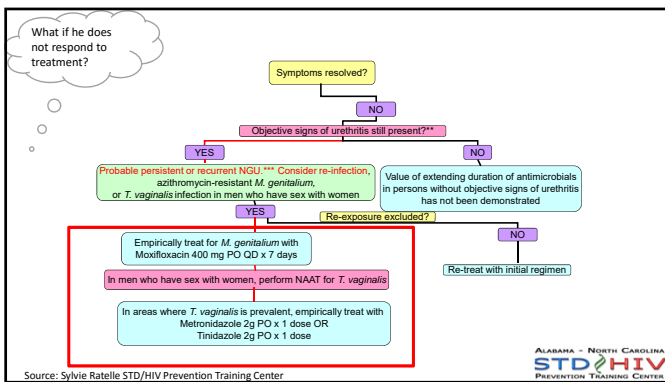 What if he does
not respond to
treatment?
Symptoms resolved?
NO
Objective signs of urethritis still present?**
YES
NO
Probable persistent or recurrent NGU.*** Consider re-infection,
azithromycin-resistant M. genitalium,
or T. vaginalis infection in men who have sex with women
Value of extending duration of antimicrobials
in persons without objective signs of urethritis
has not been demonstrated
YES
Re-exposure excluded?
NO
Empirically treat for M. genitalium with
Moxifloxacin 400 mg PO QD x 7 days
Re-treat with initial regimen
In men who have sex with women, perform NAAT for T. vaginalis
In areas where T. vaginalis is prevalent, empirically treat with
Metronidazole 2g PO x 1 dose OR
Tinidazole 2g PO x 1 dose
Source: Sylvie Ratelle STD/HIV Prevention Training Center
ALABAMA - NORTH CAROLINA
STD HIV
PREVENTION TRAINING CENTER